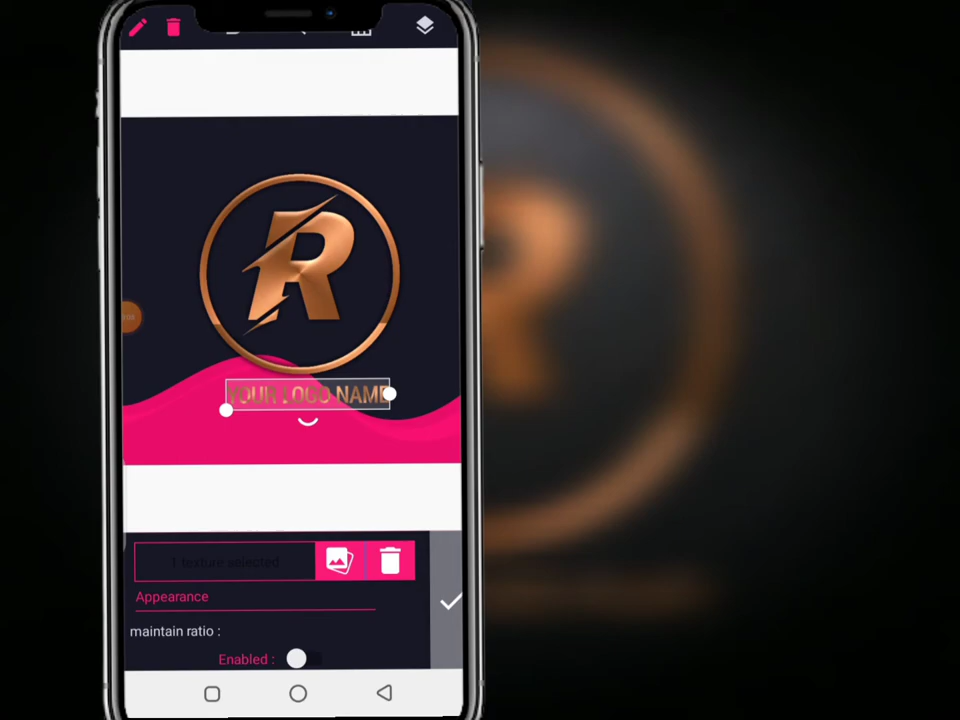 R
YOUR LOGO NAME
1 texture selected
Appearance
maintain ratio :
Enabled :